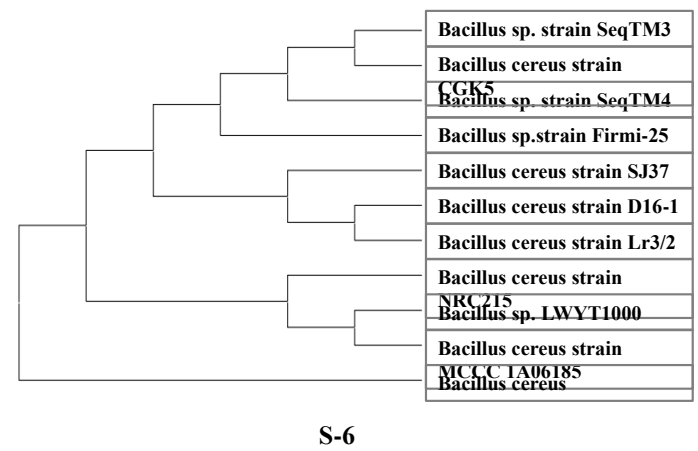 Bacillus sp. strain SeqTM3
Bacillus cereus strain
CGK5
Bacillus sp. strain SeqTM4
Bacillus sp.strain Firmi-25
Bacillus cereus strain SJ37
Bacillus cereus strain D16-1
Bacillus cereus strain Lr3/2
Bacillus cereus strain
NRC215
Bacillus sp. LWYT1000
Bacillus cereus strain
MCCC 1A06185
Bacillus cereus
S-6